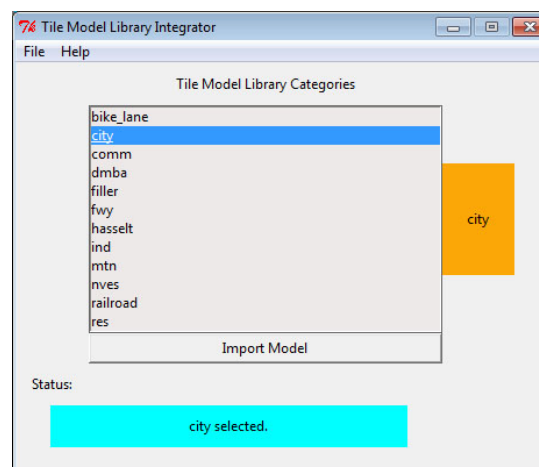 Tile Model Library Integrator
File Help
Tile Model Library Categories
bike_lane
city
comm
dmba
filler
fwy
hasselt
ind
mtn
nves
railroad
res
city
Import Model
Status:
city selected.